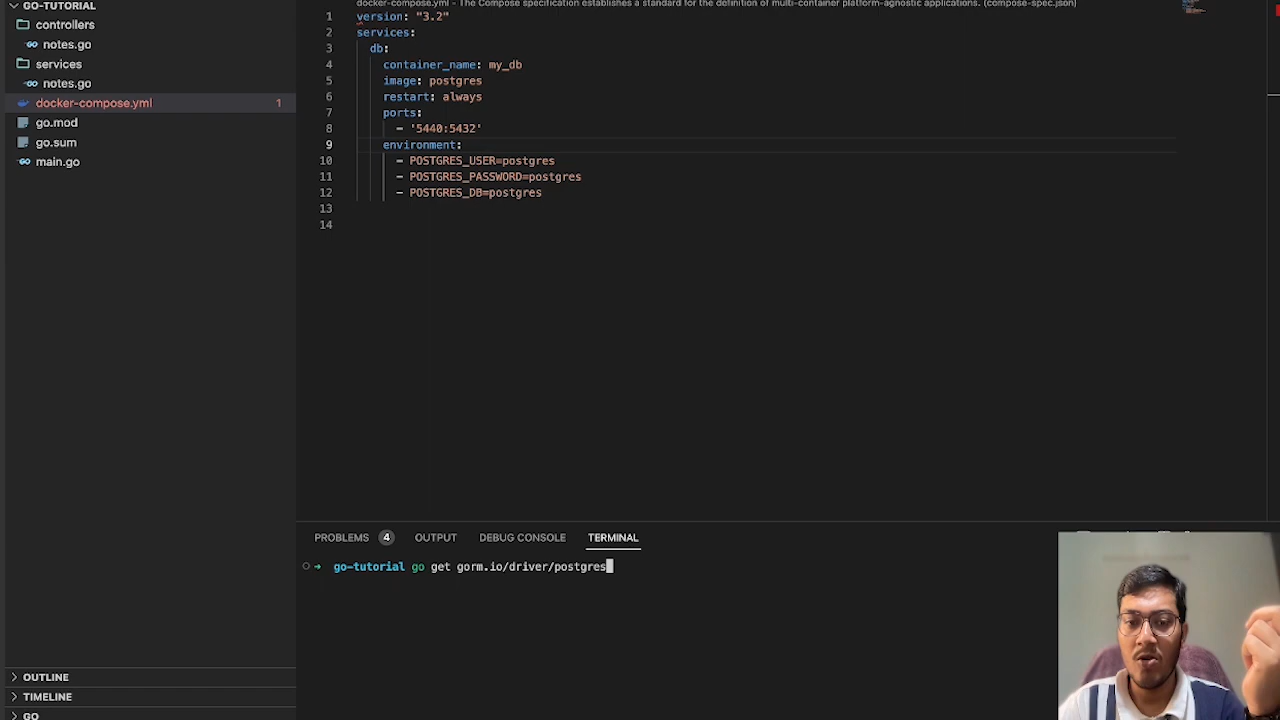 GO-TUTORIAL
controllers
notes.go
services
notes.go
docker-compose.yml 1
go.mod
go.sum
main.go
OUTLINE
TIMELINE
GO
docker-compose.yml - The Compose specification establishes a standard for the definition of multi-container platform-agnostic applications. (compose-spec.json)
1 version: "3.2"
2 services:
3 db:
4 container_name: my_db
5 image: postgres
6 restart: always
7 ports:
8 - '5440:5432'
9 environment:
10 - POSTGRES_USER=postgres
11 - POSTGRES_PASSWORD=postgres
12 - POSTGRES_DB=postgres
13
14
PROBLEMS 4 OUTPUT DEBUG CONSOLE TERMINAL
go-tutorial go get gorm.io/driver/postgres